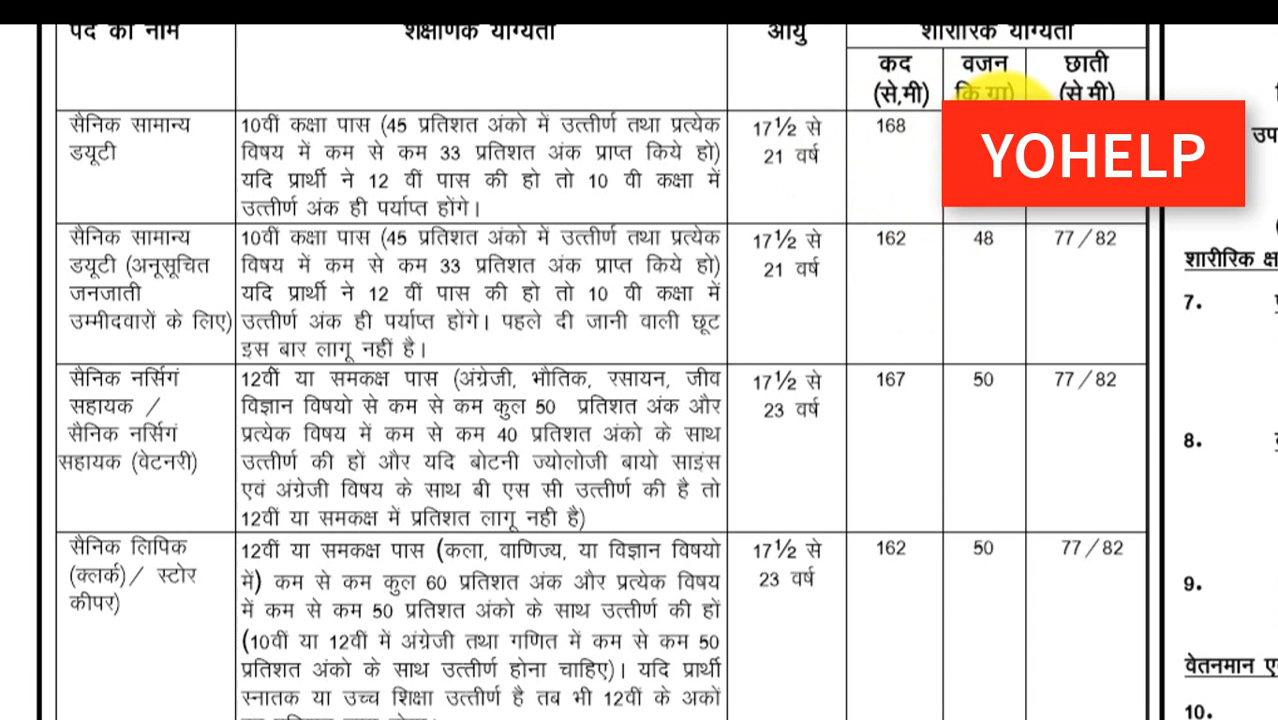 पद का नाम
शैक्षणिक योग्यता
आयु
शारीरिक योग्यता
कद
(से,मी)
वजन
(कि.ग्रा)
छाती
(से मी)
सैनिक सामान्य
डयूटी
10वीं कक्षा पास (45 प्रतिशत अंको में उत्तीर्ण तथा प्रत्येक
विषय में कम से कम 33 प्रतिशत अंक प्राप्त किये हो)
यदि प्रार्थी ने 12 वीं पास की हो तो 10 वी कक्षा में
उत्तीर्ण अंक ही पर्याप्त होंगे।
17½ से
21 वर्ष
168
YOHELP
सैनिक सामान्य
डयूटी (अनूसूचित
जनजाती
उम्मीदवारों के लिए)
10वीं कक्षा पास (45 प्रतिशत अंको में उत्तीर्ण तथा प्रत्येक
विषय में कम से कम 33 प्रतिशत अंक प्राप्त किये हो)
यदि प्रार्थी ने 12 वीं पास की हो तो 10 वी कक्षा में
उत्तीर्ण अंक ही पर्याप्त होंगे। पहले दी जानी वाली छूट
इस बार लागू नहीं है।
17½ से
21 वर्ष
162
48
77/82
सैनिक नर्सिगं
सहायक /
सैनिक नर्सिगं
सहायक (वेटनरी)
12वीं या समकक्ष पास (अंग्रेजी, भौतिक, रसायन, जीव
विज्ञान विषयो से कम से कम कुल 50 प्रतिशत अंक और
प्रत्येक विषय में कम से कम 40 प्रतिशत अंको के साथ
उत्तीर्ण की हों और यदि बोटनी ज्योलोजी बायो साइंस
एवं अंग्रेजी विषय के साथ बी एस सी उत्तीर्ण की है तो
12वीं या समकक्ष में प्रतिशत लागू नही है)
17½ से
23 वर्ष
167
50
77/82
सैनिक लिपिक
(क्लर्क)/ स्टोर
कीपर)
12वीं या समकक्ष पास (कला, वाणिज्य, या विज्ञान विषयो
में) कम से कम कुल 60 प्रतिशत अंक और प्रत्येक विषय
में कम से कम 50 प्रतिशत अंको के साथ उत्तीर्ण की हों
(10वीं या 12वीं में अंग्रेजी तथा गणित में कम से कम 50
प्रतिशत अंको के साथ उत्तीर्ण होना चाहिए)। यदि प्रार्थी
स्नातक या उच्च शिक्षा उत्तीर्ण है तब भी 12वीं के अकों
17½ से
23 वर्ष
162
50
77/82
उप
शारीरिक क्ष
7.
8.
9.
वेतनमान ए
10.